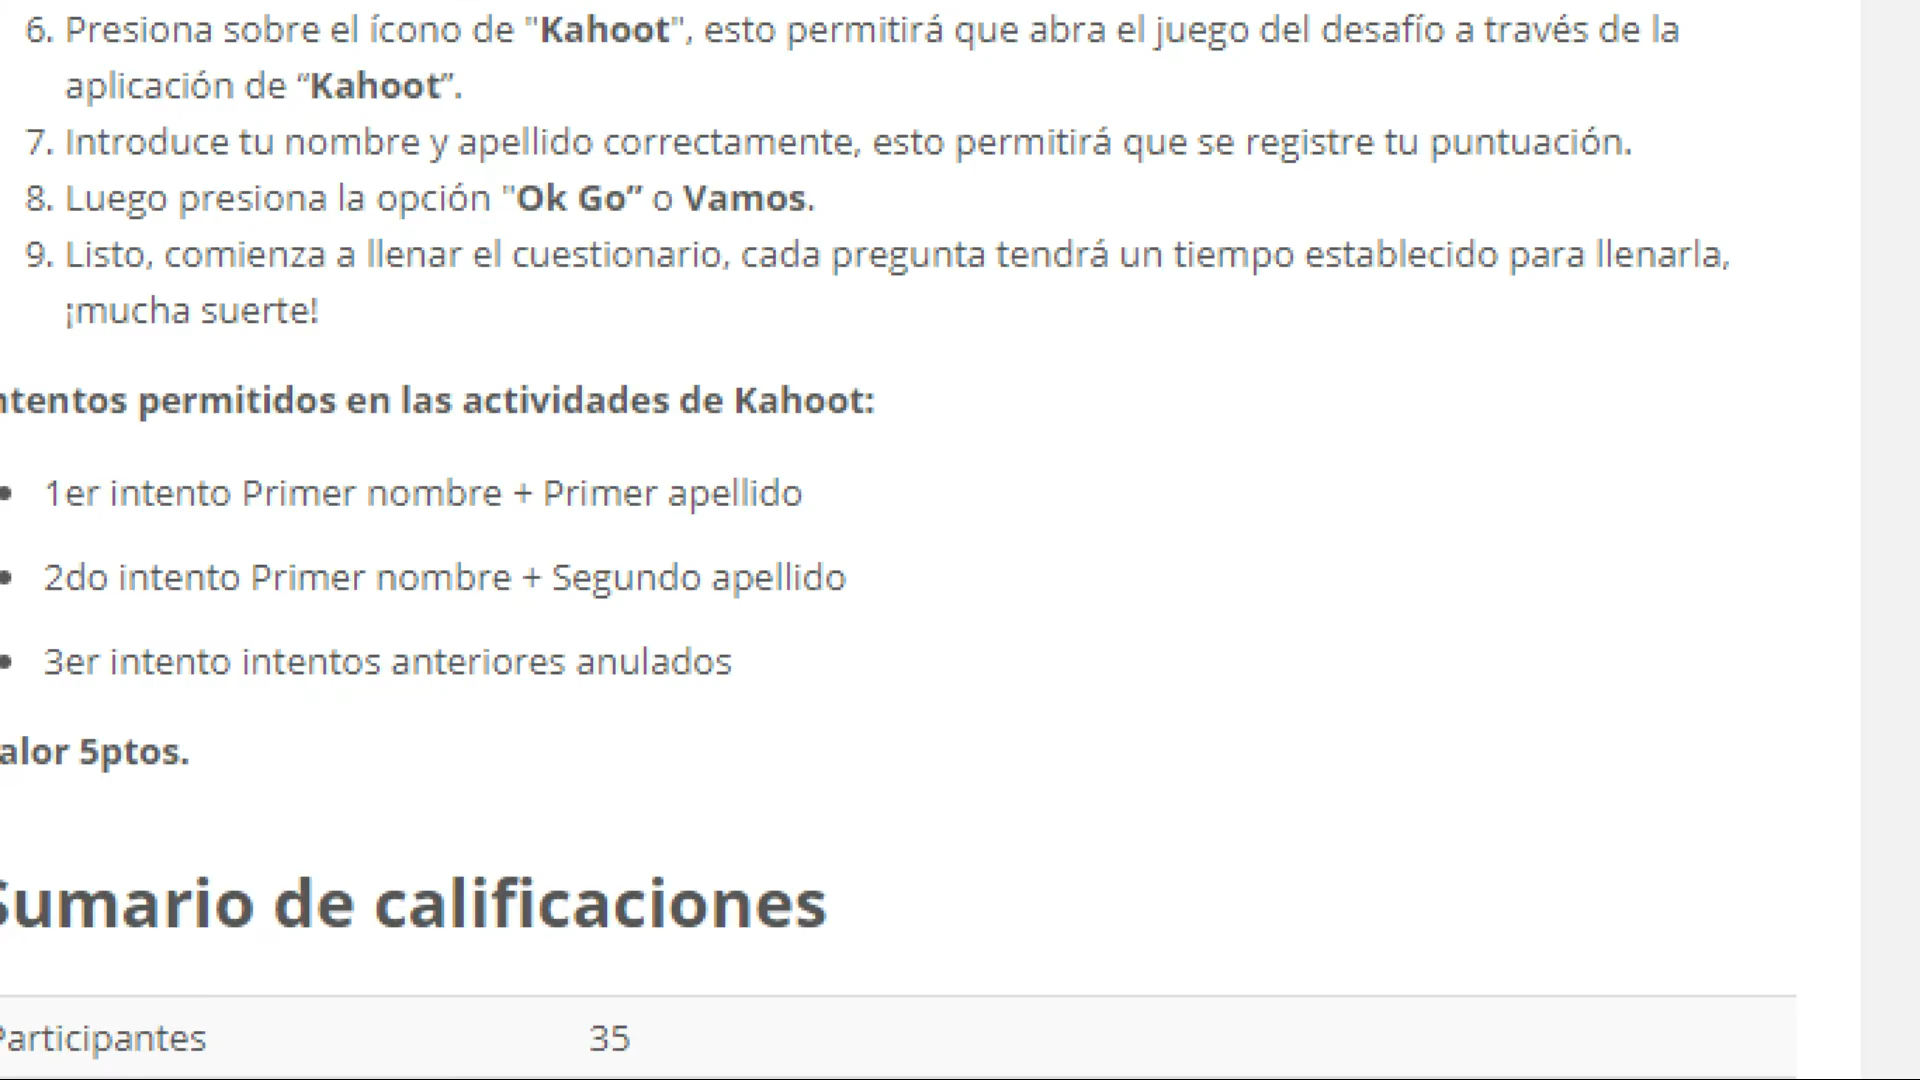 6. Presiona sobre el ícono de "Kahoot", esto permitirá que abra el juego del desafío a través de la
aplicación de “Kahoot”.
7. Introduce tu nombre y apellido correctamente, esto permitirá que se registre tu puntuación.
8. Luego presiona la opción "Ok Go” o Vamos.
9. Listo, comienza a llenar el cuestionario, cada pregunta tendrá un tiempo establecido para llenarla,
¡mucha suerte!
ntentos permitidos en las actividades de Kahoot:
• 1er intento Primer nombre + Primer apellido
• 2do intento Primer nombre + Segundo apellido
• 3er intento intentos anteriores anulados
alor 5ptos.
Sumario de calificaciones
Participantes 35